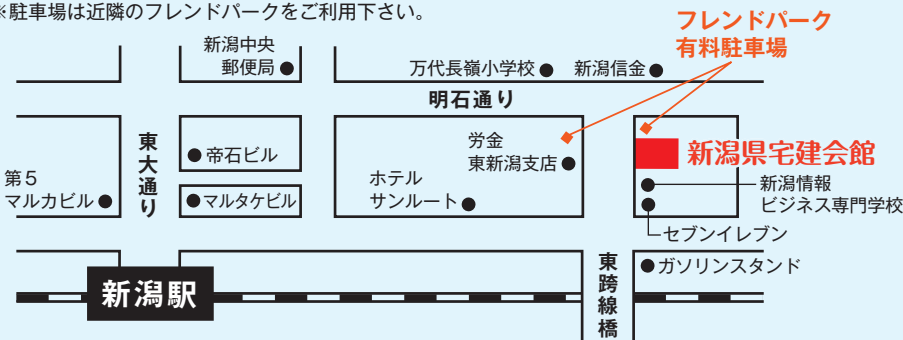 ※駐車場は近隣のフレンドパークをご利用下さい。
フレンドパーク
有料駐車場
新潟中央
郵便局
万代長嶺小学校
新潟信金
明石通り
東大通り
帝石ビル
労金
東新潟支店
新潟県宅建会館
第5
マルカビル
マルタケビル
ホテル
サンルート
新潟情報
ビジネス専門学校
セブンイレブン
東跨線橋
ガソリンスタンド
新潟駅